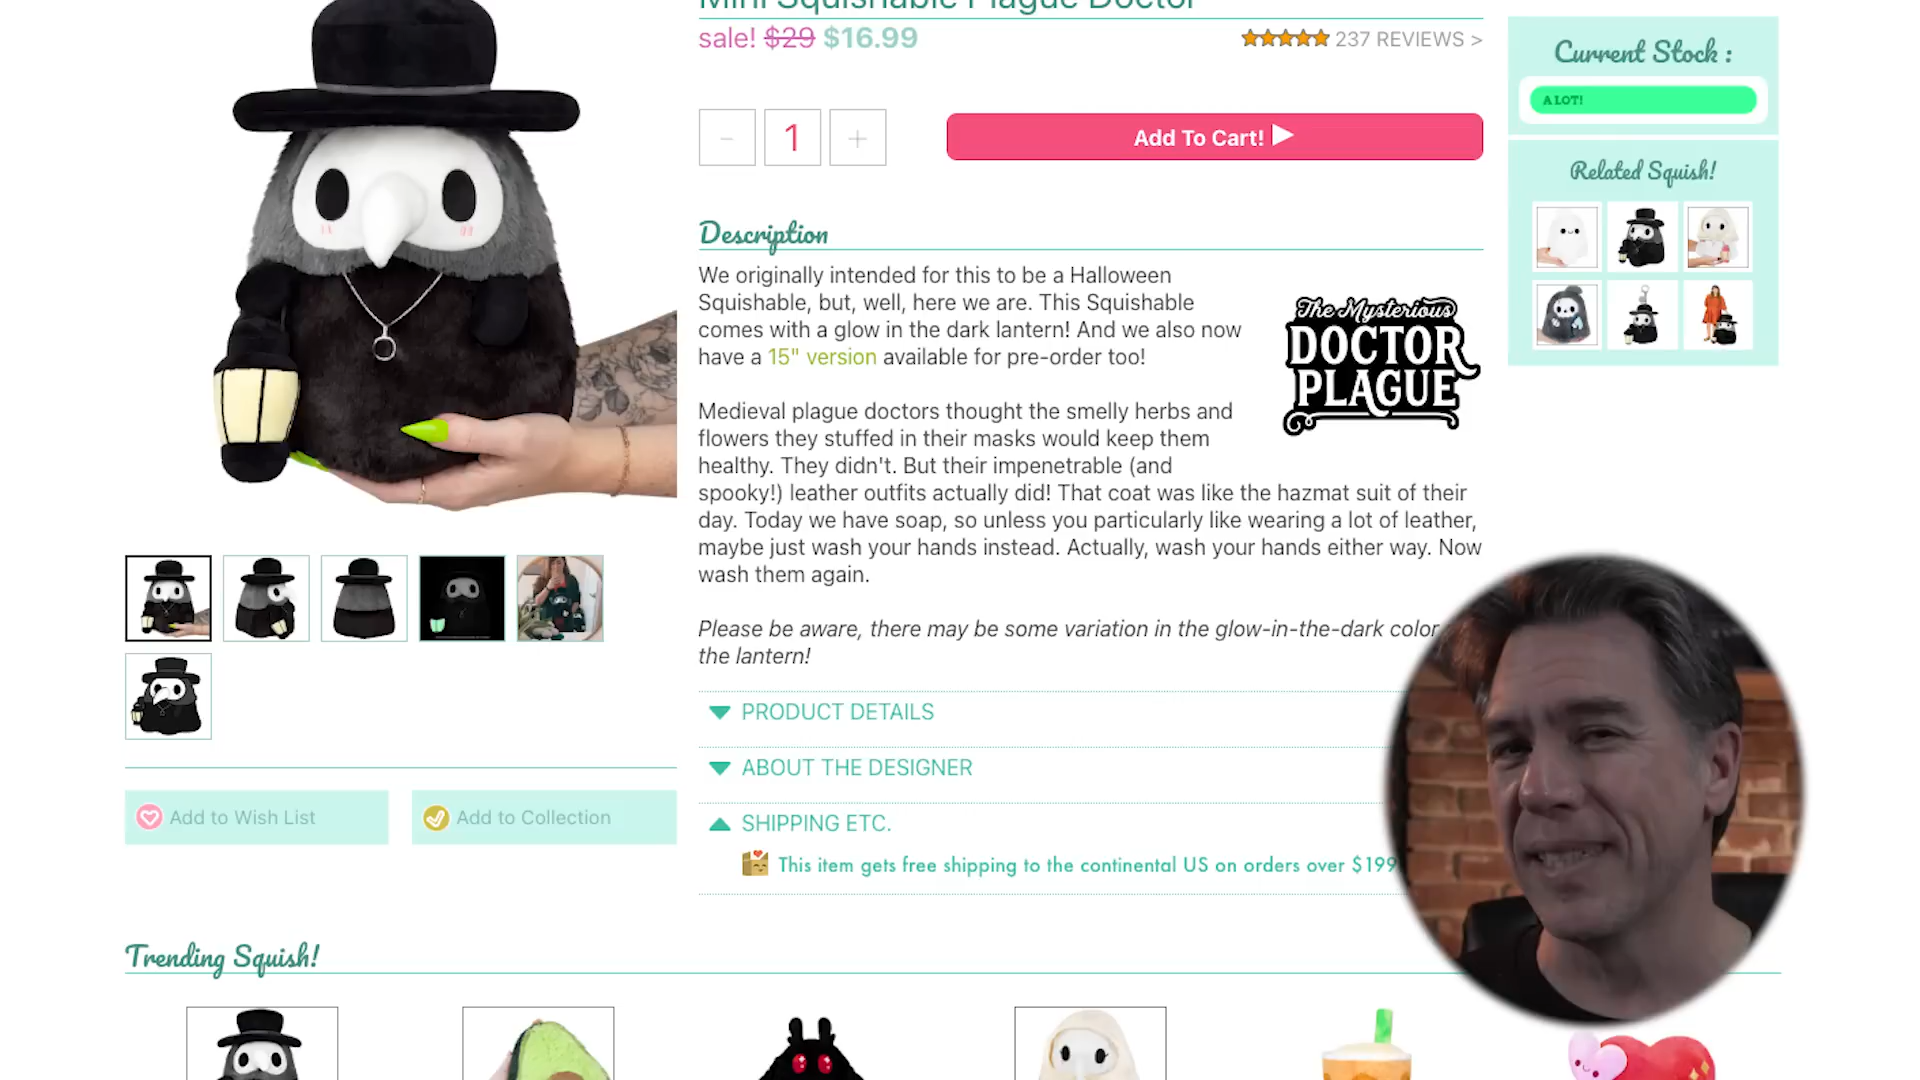 Mini Squishable Plague Doctor
sale! $29 $16.99
237 REVIEWS >
− 1 +
Add To Cart!
Description
We originally intended for this to be a Halloween
Squishable, but, well, here we are. This Squishable
comes with a glow in the dark lantern! And we also now
have a 15" version available for pre-order too!
The Mysterious
DOCTOR
PLAGUE
Medieval plague doctors thought the smelly herbs and
flowers they stuffed in their masks would keep them
healthy. They didn't. But their impenetrable (and
spooky!) leather outfits actually did! That coat was like the hazmat suit of their
day. Today we have soap, so unless you particularly like wearing a lot of leather,
maybe just wash your hands instead. Actually, wash your hands either way. Now
wash them again.
Please be aware, there may be some variation in the glow-in-the-dark color
the lantern!
PRODUCT DETAILS
ABOUT THE DESIGNER
SHIPPING ETC.
This item gets free shipping to the continental US on orders over $199
Current Stock :
A LOT!
Related Squish!
Add to Wish List
Add to Collection
Trending Squish!